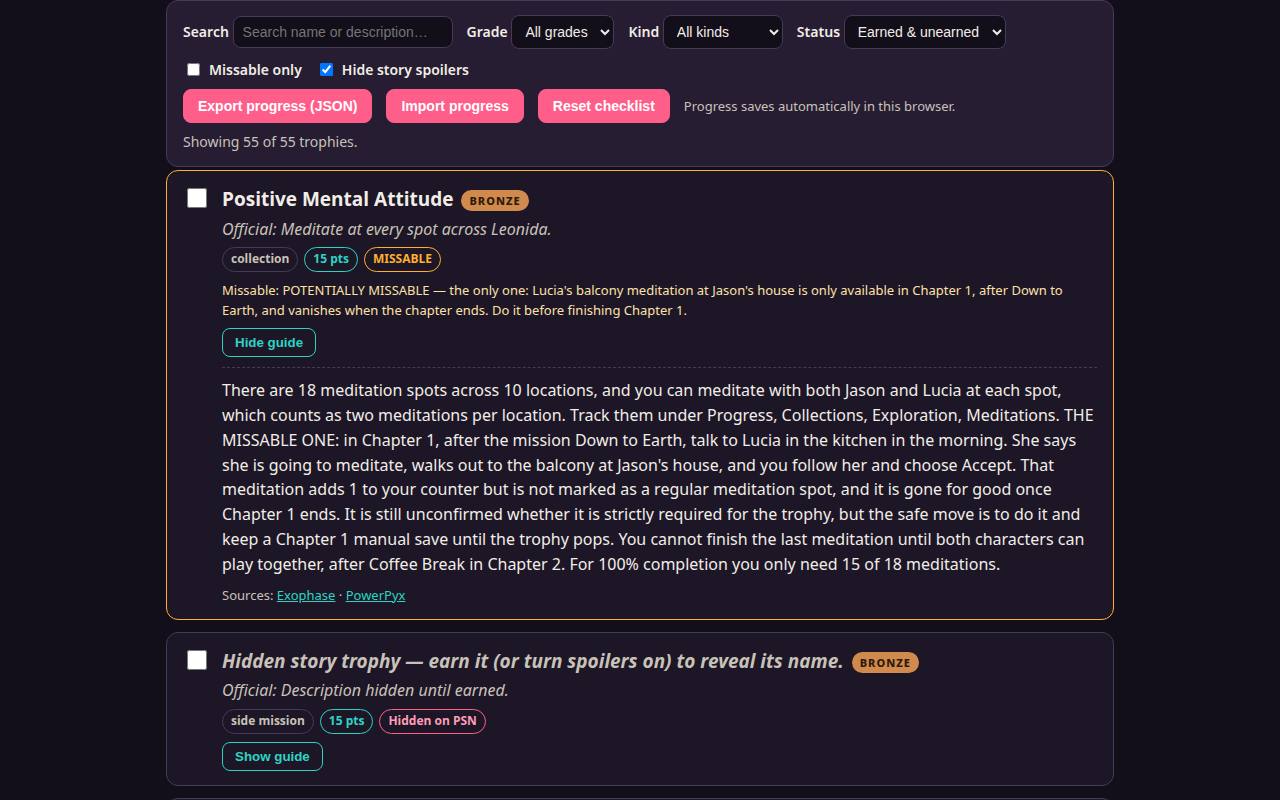 Search Search name or description… Grade All grades Kind All kinds Status Earned & unearned
Missable only Hide story spoilers
Export progress (JSON) Import progress Reset checklist Progress saves automatically in this browser.
Showing 55 of 55 trophies.
Positive Mental Attitude BRONZE
Official: Meditate at every spot across Leonida.
collection 15 pts MISSABLE
Missable: POTENTIALLY MISSABLE — the only one: Lucia's balcony meditation at Jason's house is only available in Chapter 1, after Down to
Earth, and vanishes when the chapter ends. Do it before finishing Chapter 1.
Hide guide
There are 18 meditation spots across 10 locations, and you can meditate with both Jason and Lucia at each spot,
which counts as two meditations per location. Track them under Progress, Collections, Exploration, Meditations. THE
MISSABLE ONE: in Chapter 1, after the mission Down to Earth, talk to Lucia in the kitchen in the morning. She says
she is going to meditate, walks out to the balcony at Jason's house, and you follow her and choose Accept. That
meditation adds 1 to your counter but is not marked as a regular meditation spot, and it is gone for good once
Chapter 1 ends. It is still unconfirmed whether it is strictly required for the trophy, but the safe move is to do it and
keep a Chapter 1 manual save until the trophy pops. You cannot finish the last meditation until both characters can
play together, after Coffee Break in Chapter 2. For 100% completion you only need 15 of 18 meditations.
Sources: Exophase · PowerPyx
Hidden story trophy — earn it (or turn spoilers on) to reveal its name. BRONZE
Official: Description hidden until earned.
side mission 15 pts Hidden on PSN
Show guide